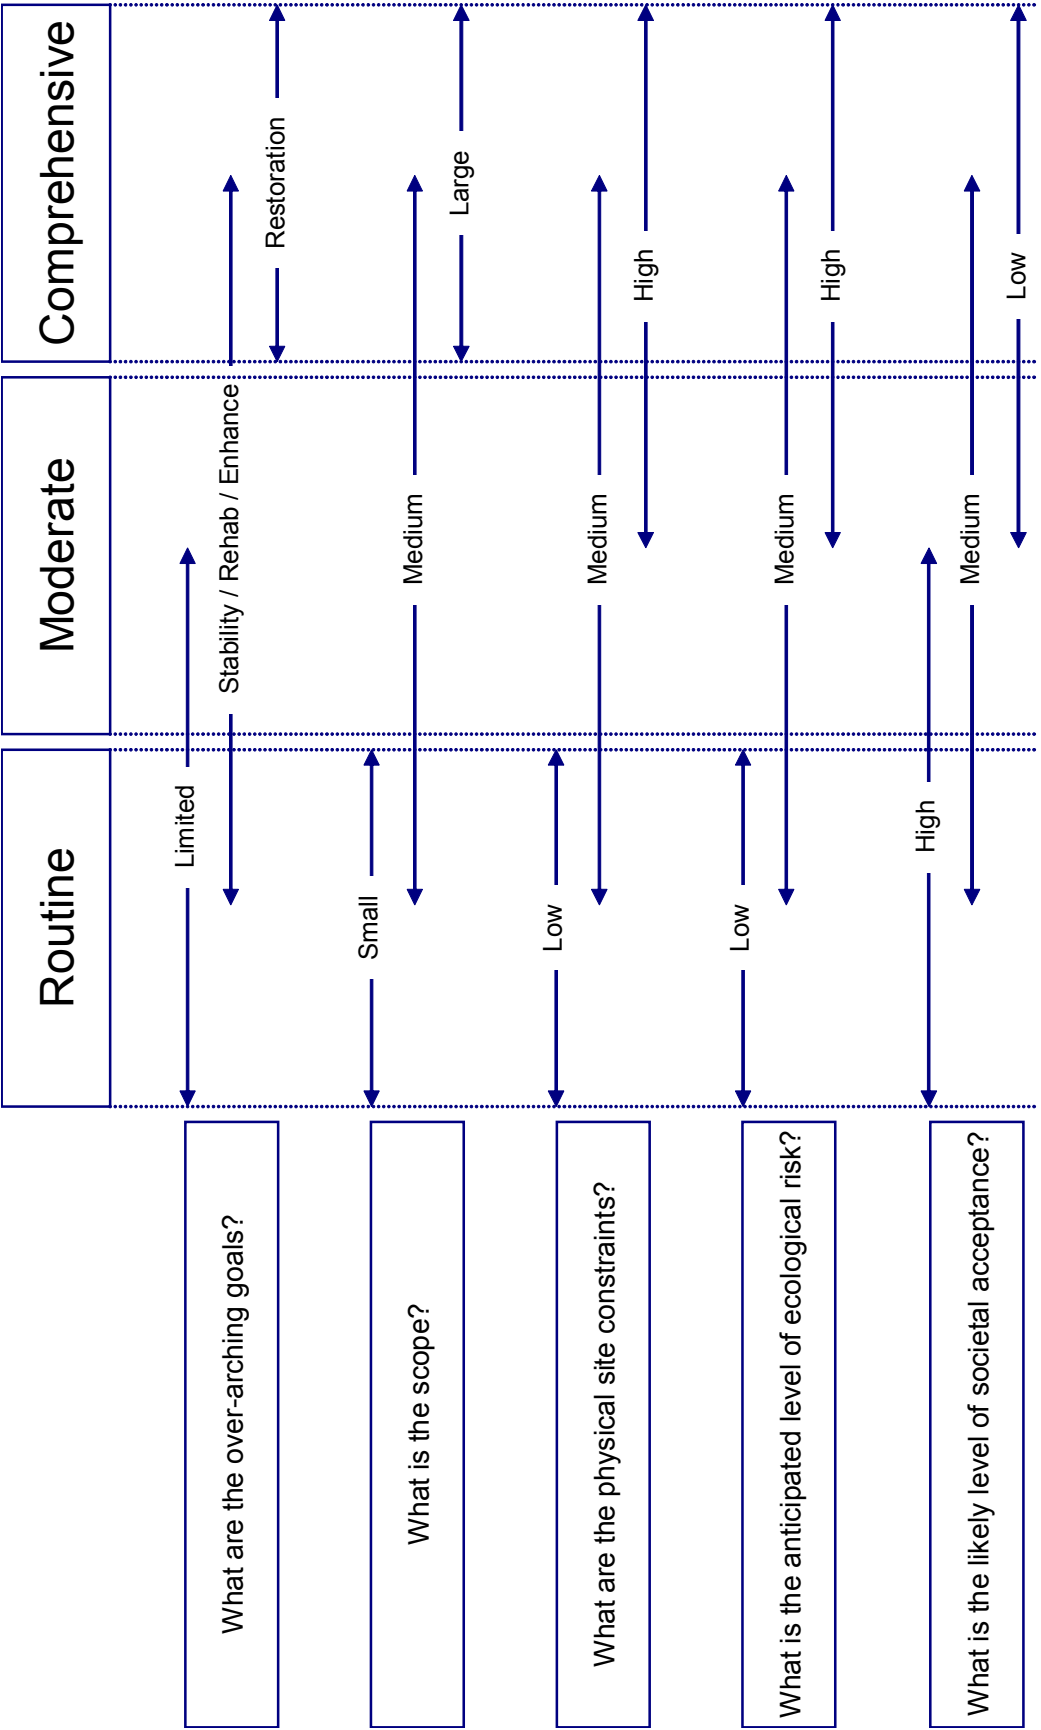 Routine
Moderate
Comprehensive
What are the over-arching goals?
Limited
Stability / Rehab / Enhance
Restoration
What is the scope?
Small
Medium
Large
What are the physical site constraints?
Low
Medium
High
What is the anticipated level of ecological risk?
Low
Medium
High
What is the likely level of societal acceptance?
High
Medium
Low